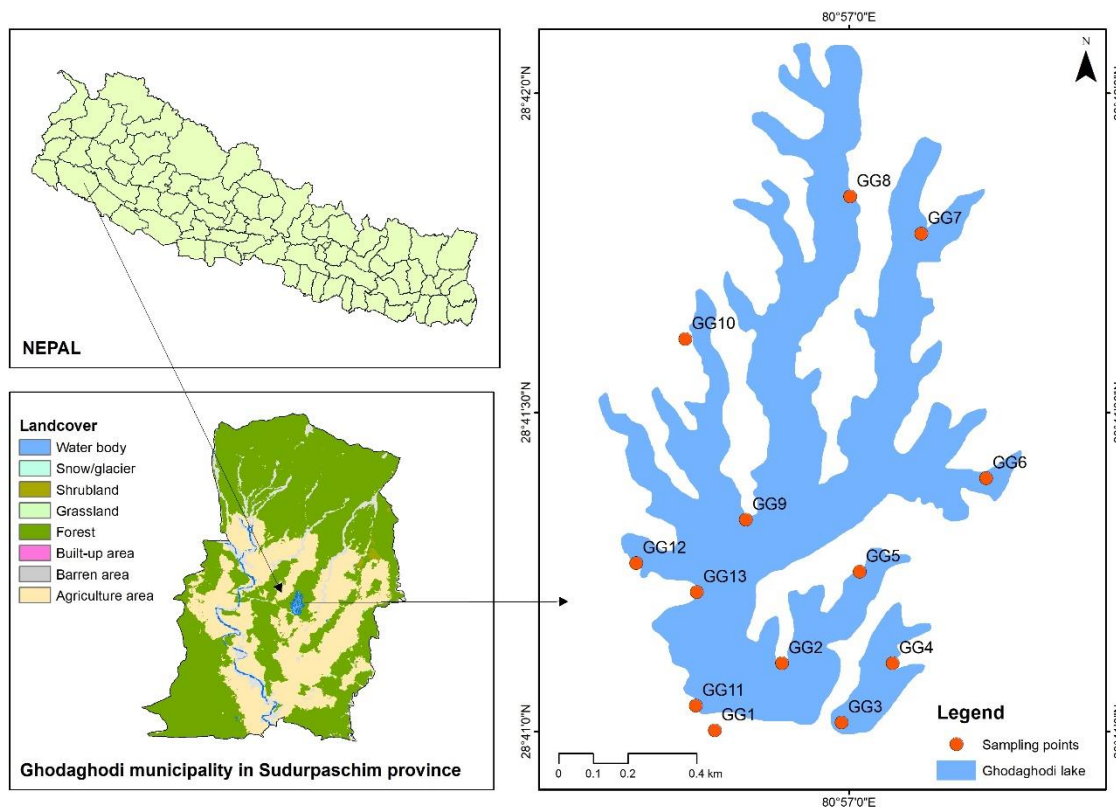 NEPAL
Landcover
Water body
Snow/glacier
Shrubland
Grassland
Forest
Built-up area
Barren area
Agriculture area
Ghodaghodi municipality in Sudurpaschim province
80°57'0"E
N
28°42'0"N
28°41'30"N
28°41'0"N
GG8
GG7
GG10
GG6
GG9
GG12
GG5
GG13
GG2
GG4
GG11
GG1
GG3
0 0.1 0.2 0.4 km
Legend
Sampling points
Ghodaghodi lake
80°57'0"E